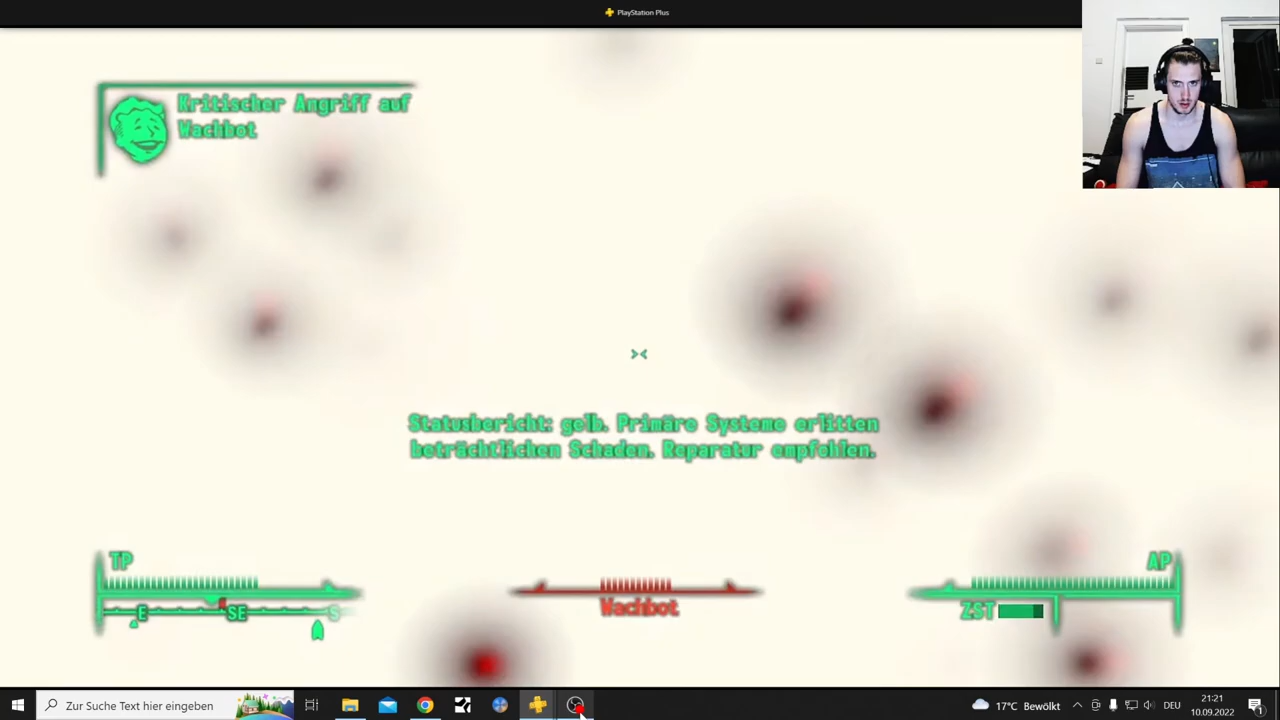 PlayStation Plus
Kritischer Angriff auf
Wachbot
Statusbericht: gelb. Primäre Systeme erlitten
beträchtlichen Schaden. Reparatur empfohlen.
TP
AP
E
SE
S
Wachbot
ZST
Zur Suche Text hier eingeben
17°C Bewölkt
DEU
21:21
10.09.2022
1